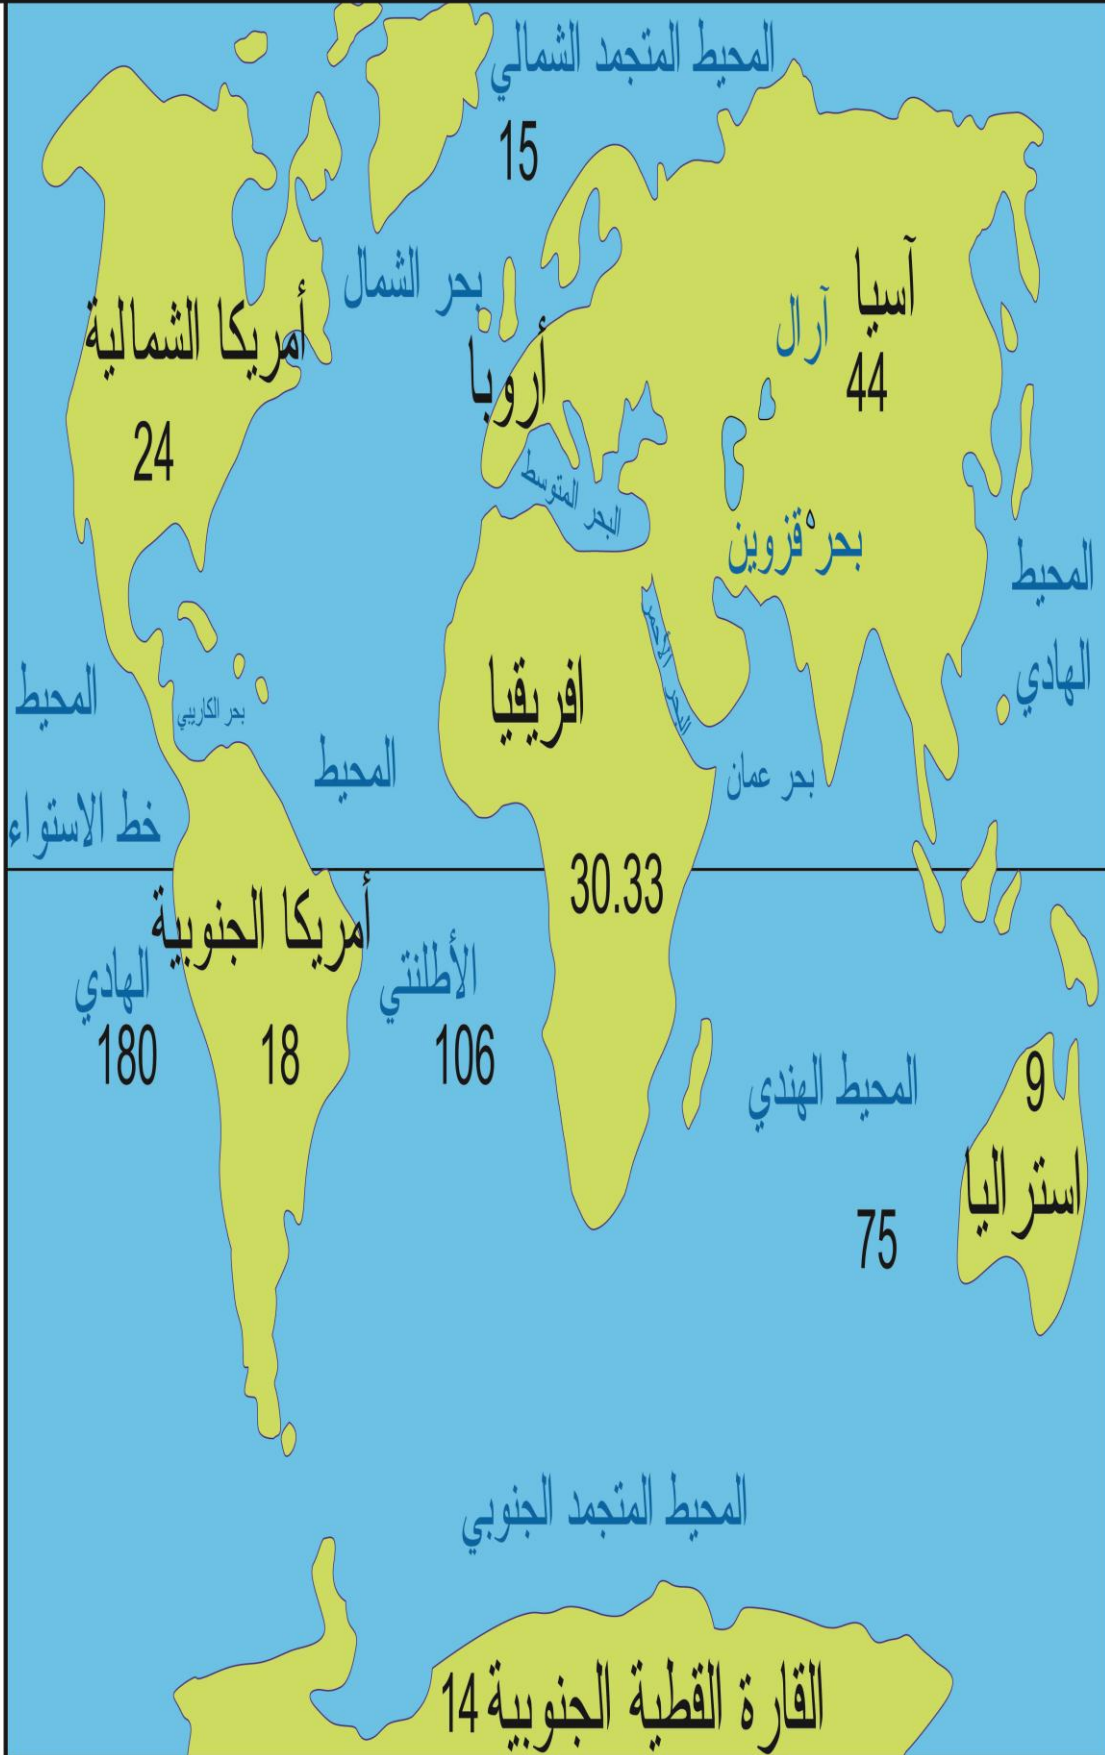 المحيط المتجمد الشمالي
15
آسيا
44
آرال
بحر الشمال
أمريكا الشمالية
24
أروبا
البحر المتوسط
بحر قزوين
المحيط
الهادي
البحر الأحمر
افريقيا
30.33
بحر عمان
بحر الكاريبي
المحيط
المحيط
خط الاستواء
أمريكا الجنوبية
18
الهادي
180
الأطلنتي
106
المحيط الهندي
75
9
استراليا
المحيط المتجمد الجنوبي
القارة القطية الجنوبية 14